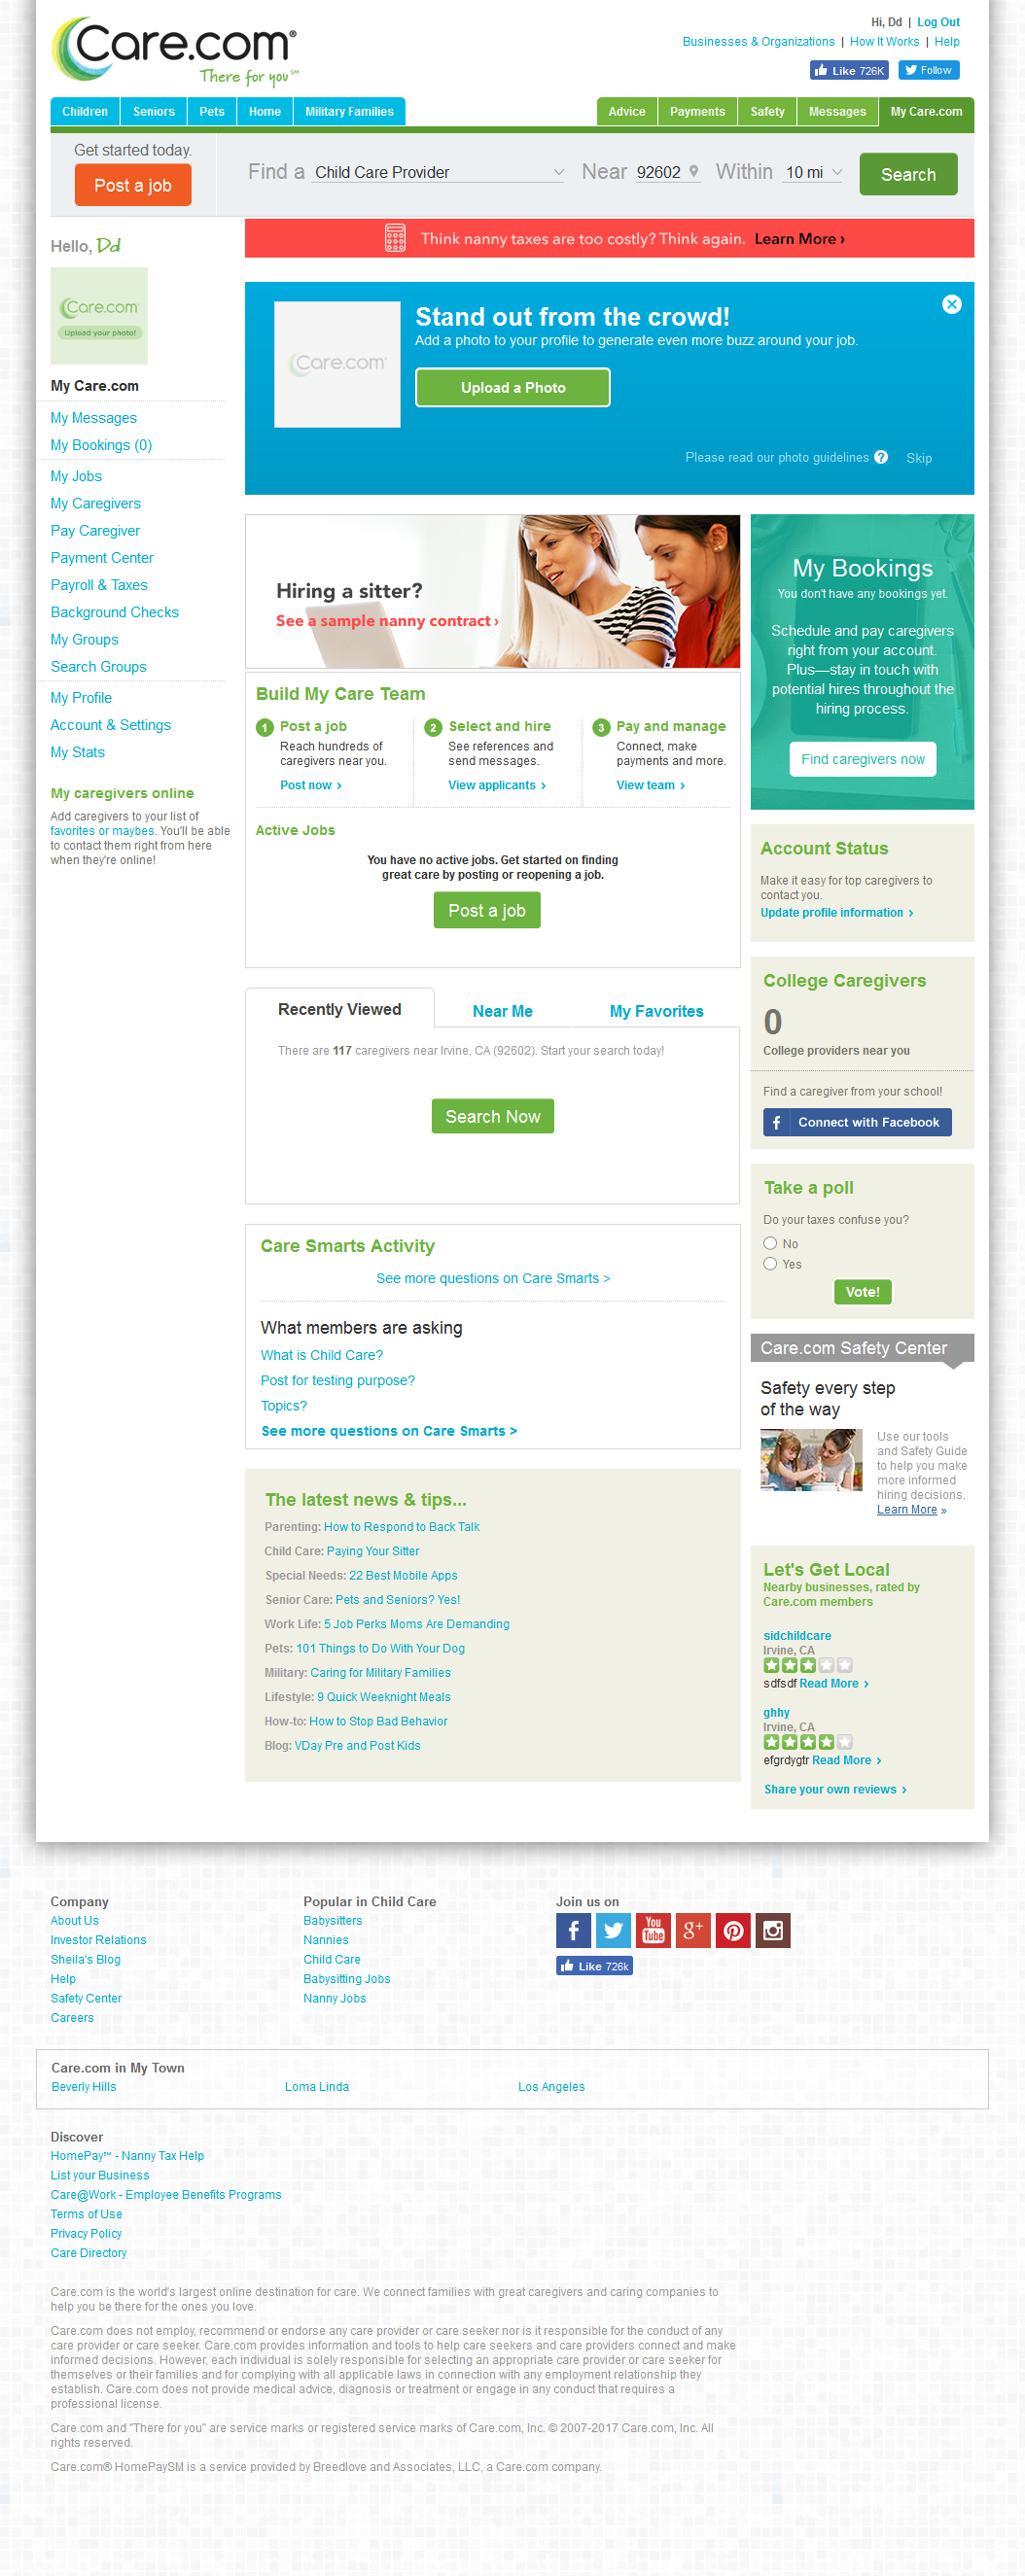 Care.com®
There for you℠
Hi, Dd | Log Out
Businesses & Organizations | How It Works | Help
Like 726K Follow
Children Seniors Pets Home Military Families
Advice Payments Safety Messages My Care.com
Get started today.
Post a job
Find a Child Care Provider Near 92602 Within 10 mi Search
Think nanny taxes are too costly? Think again. Learn More ›
Hello, Dd
Care.com
Upload your photo!
My Care.com
My Messages
My Bookings (0)
My Jobs
My Caregivers
Pay Caregiver
Payment Center
Payroll & Taxes
Background Checks
My Groups
Search Groups
My Profile
Account & Settings
My Stats
My caregivers online
Add caregivers to your list of
favorites or maybes. You'll be able
to contact them right from here
when they're online!
Care.com
Stand out from the crowd!
Add a photo to your profile to generate even more buzz around your job.
Upload a Photo
Please read our photo guidelines ? Skip
Hiring a sitter?
See a sample nanny contract ›
Build My Care Team
1 Post a job
Reach hundreds of
caregivers near you.
Post now ›
2 Select and hire
See references and
send messages.
View applicants ›
3 Pay and manage
Connect, make
payments and more.
View team ›
Active Jobs
You have no active jobs. Get started on finding
great care by posting or reopening a job.
Post a job
Recently Viewed Near Me My Favorites
There are 117 caregivers near Irvine, CA (92602). Start your search today!
Search Now
Care Smarts Activity
See more questions on Care Smarts >
What members are asking
What is Child Care?
Post for testing purpose?
Topics?
See more questions on Care Smarts >
The latest news & tips...
Parenting: How to Respond to Back Talk
Child Care: Paying Your Sitter
Special Needs: 22 Best Mobile Apps
Senior Care: Pets and Seniors? Yes!
Work Life: 5 Job Perks Moms Are Demanding
Pets: 101 Things to Do With Your Dog
Military: Caring for Military Families
Lifestyle: 9 Quick Weeknight Meals
How-to: How to Stop Bad Behavior
Blog: VDay Pre and Post Kids
My Bookings
You don't have any bookings yet.
Schedule and pay caregivers
right from your account.
Plus—stay in touch with
potential hires throughout the
hiring process.
Find caregivers now
Account Status
Make it easy for top caregivers to
contact you.
Update profile information ›
College Caregivers
0
College providers near you
Find a caregiver from your school!
f Connect with Facebook
Take a poll
Do your taxes confuse you?
No
Yes
Vote!
Care.com Safety Center
Safety every step
of the way
Use our tools
and Safety Guide
to help you make
more informed
hiring decisions.
Learn More »
Let's Get Local
Nearby businesses, rated by
Care.com members
sidchildcare
Irvine, CA
sdfsdf Read More ›
ghhy
Irvine, CA
efgrdygtr Read More ›
Share your own reviews ›
Company
About Us
Investor Relations
Sheila's Blog
Help
Safety Center
Careers
Popular in Child Care
Babysitters
Nannies
Child Care
Babysitting Jobs
Nanny Jobs
Join us on
f You Tube g+
Like 726k
Care.com in My Town
Beverly Hills Loma Linda Los Angeles
Discover
HomePay℠ - Nanny Tax Help
List your Business
Care@Work - Employee Benefits Programs
Terms of Use
Privacy Policy
Care Directory
Care.com is the world's largest online destination for care. We connect families with great caregivers and caring companies to
help you be there for the ones you love.
Care.com does not employ, recommend or endorse any care provider or care seeker nor is it responsible for the conduct of any
care provider or care seeker. Care.com provides information and tools to help care seekers and care providers connect and make
informed decisions. However, each individual is solely responsible for selecting an appropriate care provider or care seeker for
themselves or their families and for complying with all applicable laws in connection with any employment relationship they
establish. Care.com does not provide medical advice, diagnosis or treatment or engage in any conduct that requires a
professional license.
Care.com and "There for you" are service marks or registered service marks of Care.com, Inc. © 2007-2017 Care.com, Inc. All
rights reserved.
Care.com® HomePaySM is a service provided by Breedlove and Associates, LLC, a Care.com company.